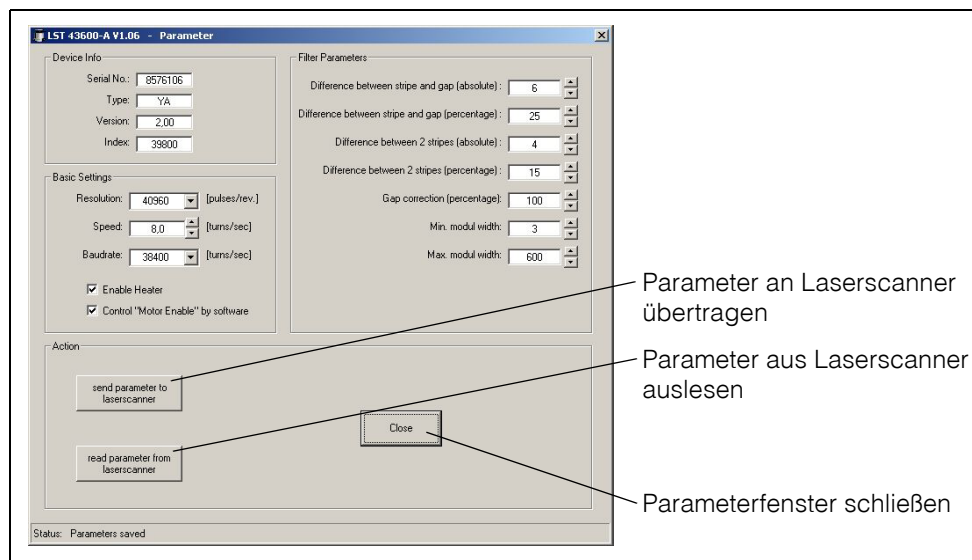 LST 43600-A V1.06 - Parameter
Device Info
Serial No.: 8576106
Type: YA
Version: 2,00
Index: 39800
Basic Settings
Resolution: 40960 [pulses/rev.]
Speed: 8,0 [turns/sec]
Baudrate: 38400 [turns/sec]
Enable Heater
Control "Motor Enable" by software
Filter Parameters
Difference between stripe and gap (absolute) : 6
Difference between stripe and gap (percentage) : 25
Difference between 2 stripes (absolute) : 4
Difference between 2 stripes (percentage) : 15
Gap correction (percentage): 100
Min. modul width: 3
Max. modul width: 600
Action
send parameter to
laserscanner
read parameter from
laserscanner
Close
Status: Parameters saved
Parameter an Laserscanner
übertragen
Parameter aus Laserscanner
auslesen
Parameterfenster schließen